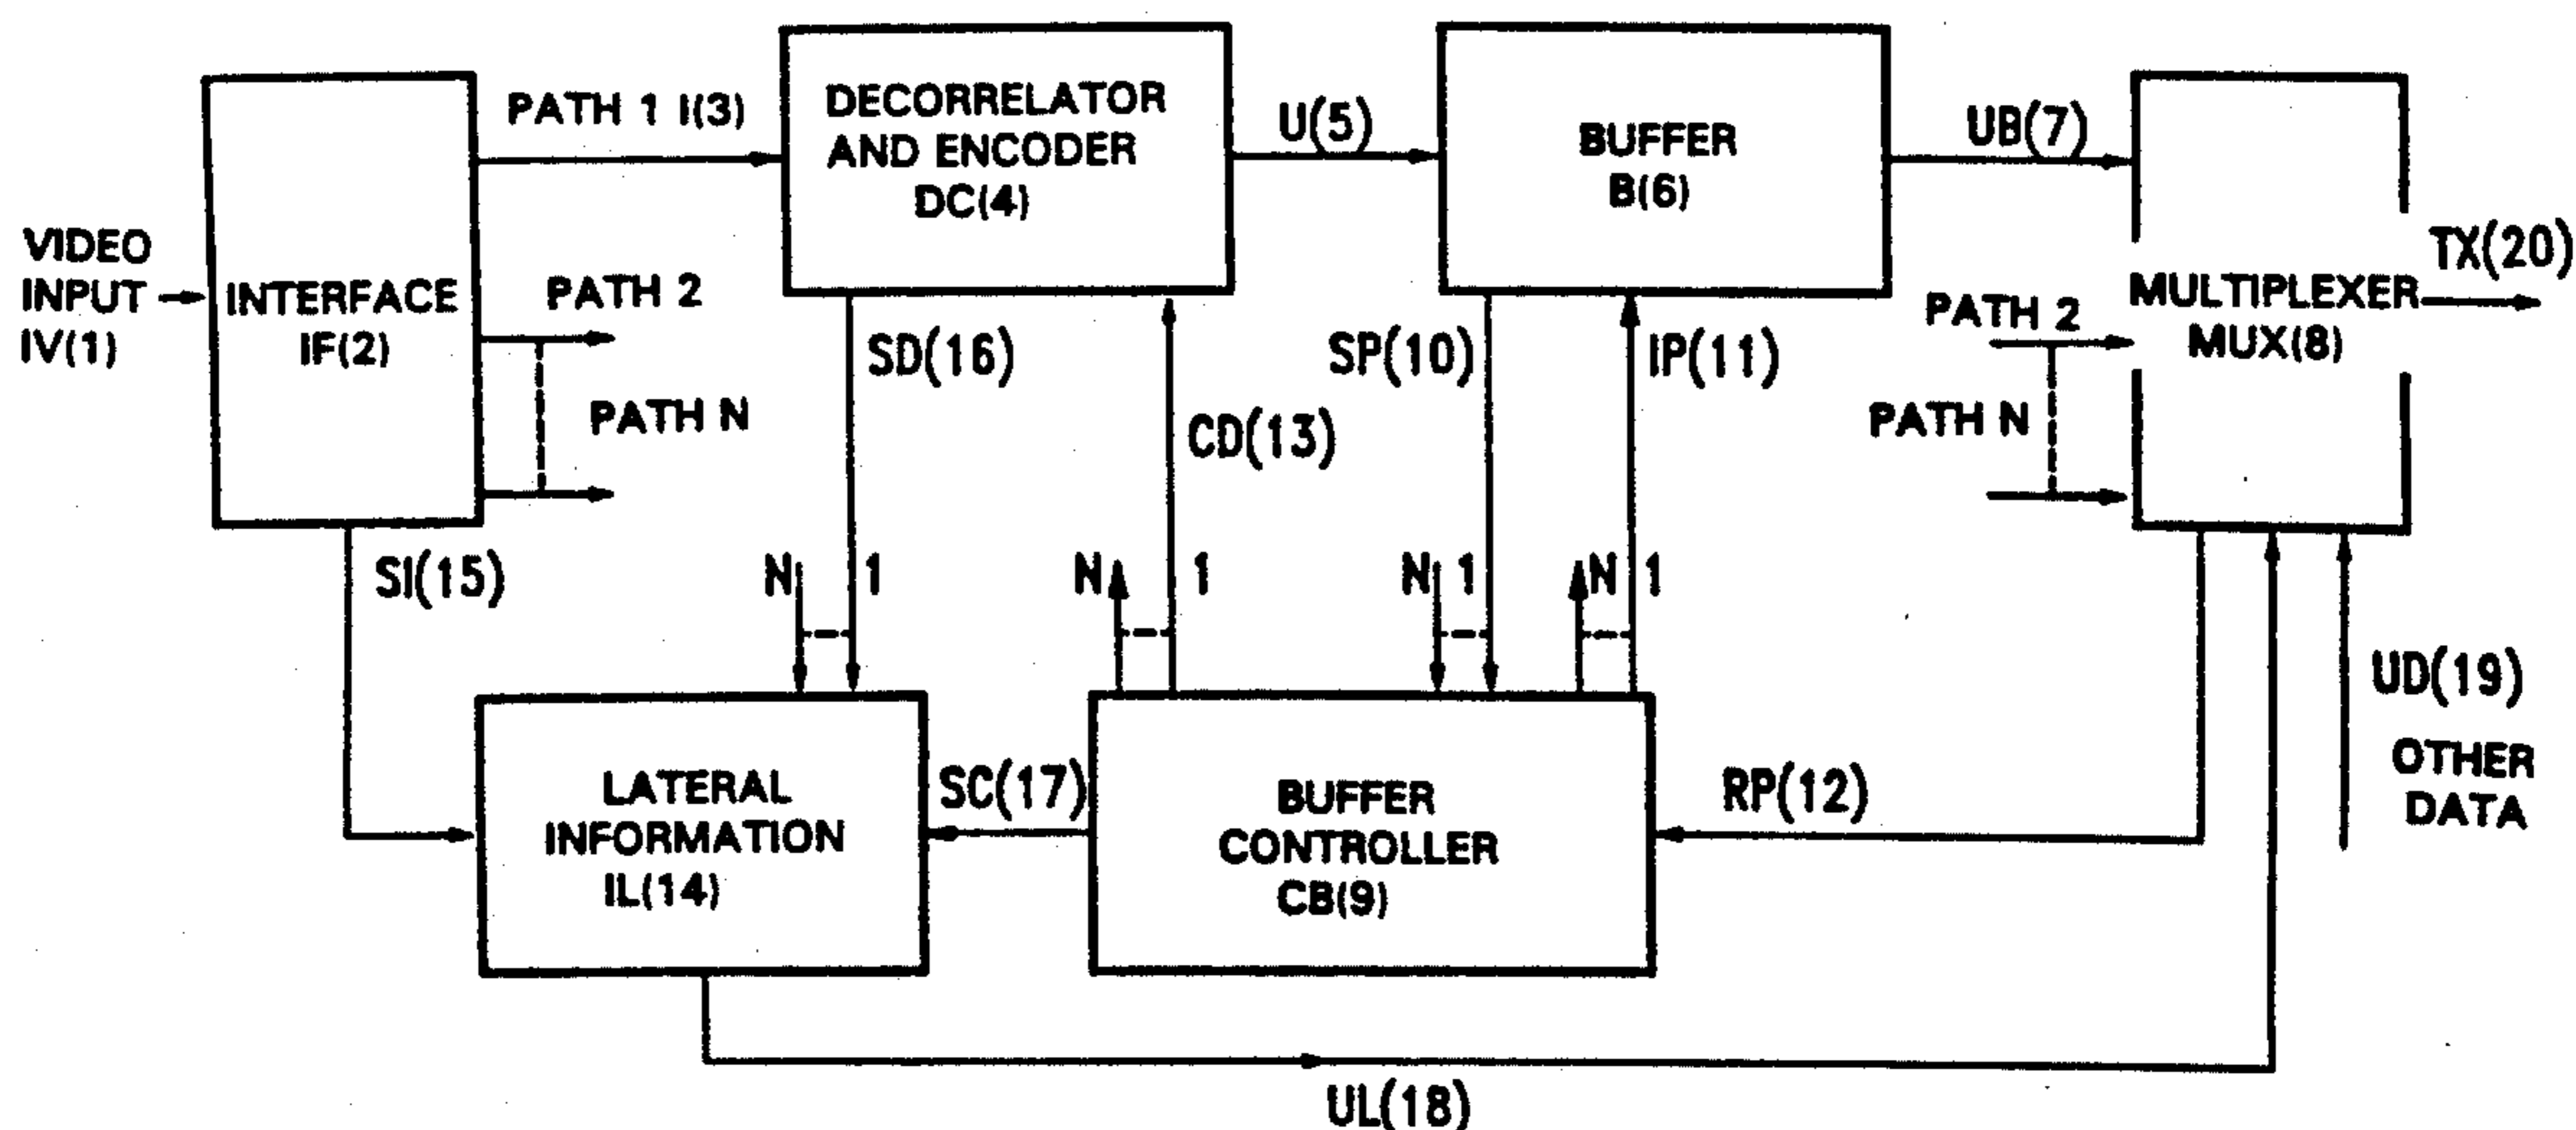 VIDEO
INPUT
IV(1)
INTERFACE
IF(2)
PATH 1 I(3)
PATH 2
PATH N
DECORRELATOR
AND ENCODER
DC(4)
U(5)
BUFFER
B(6)
UB(7)
PATH 2
PATH N
MULTIPLEXER
MUX(8)
TX(20)
SI(15)
SD(16)
CD(13)
SP(10)
IP(11)
N 1
N 1
N 1
N 1
LATERAL
INFORMATION
IL(14)
SC(17)
BUFFER
CONTROLLER
CB(9)
RP(12)
UD(19)
OTHER
DATA
UL(18)